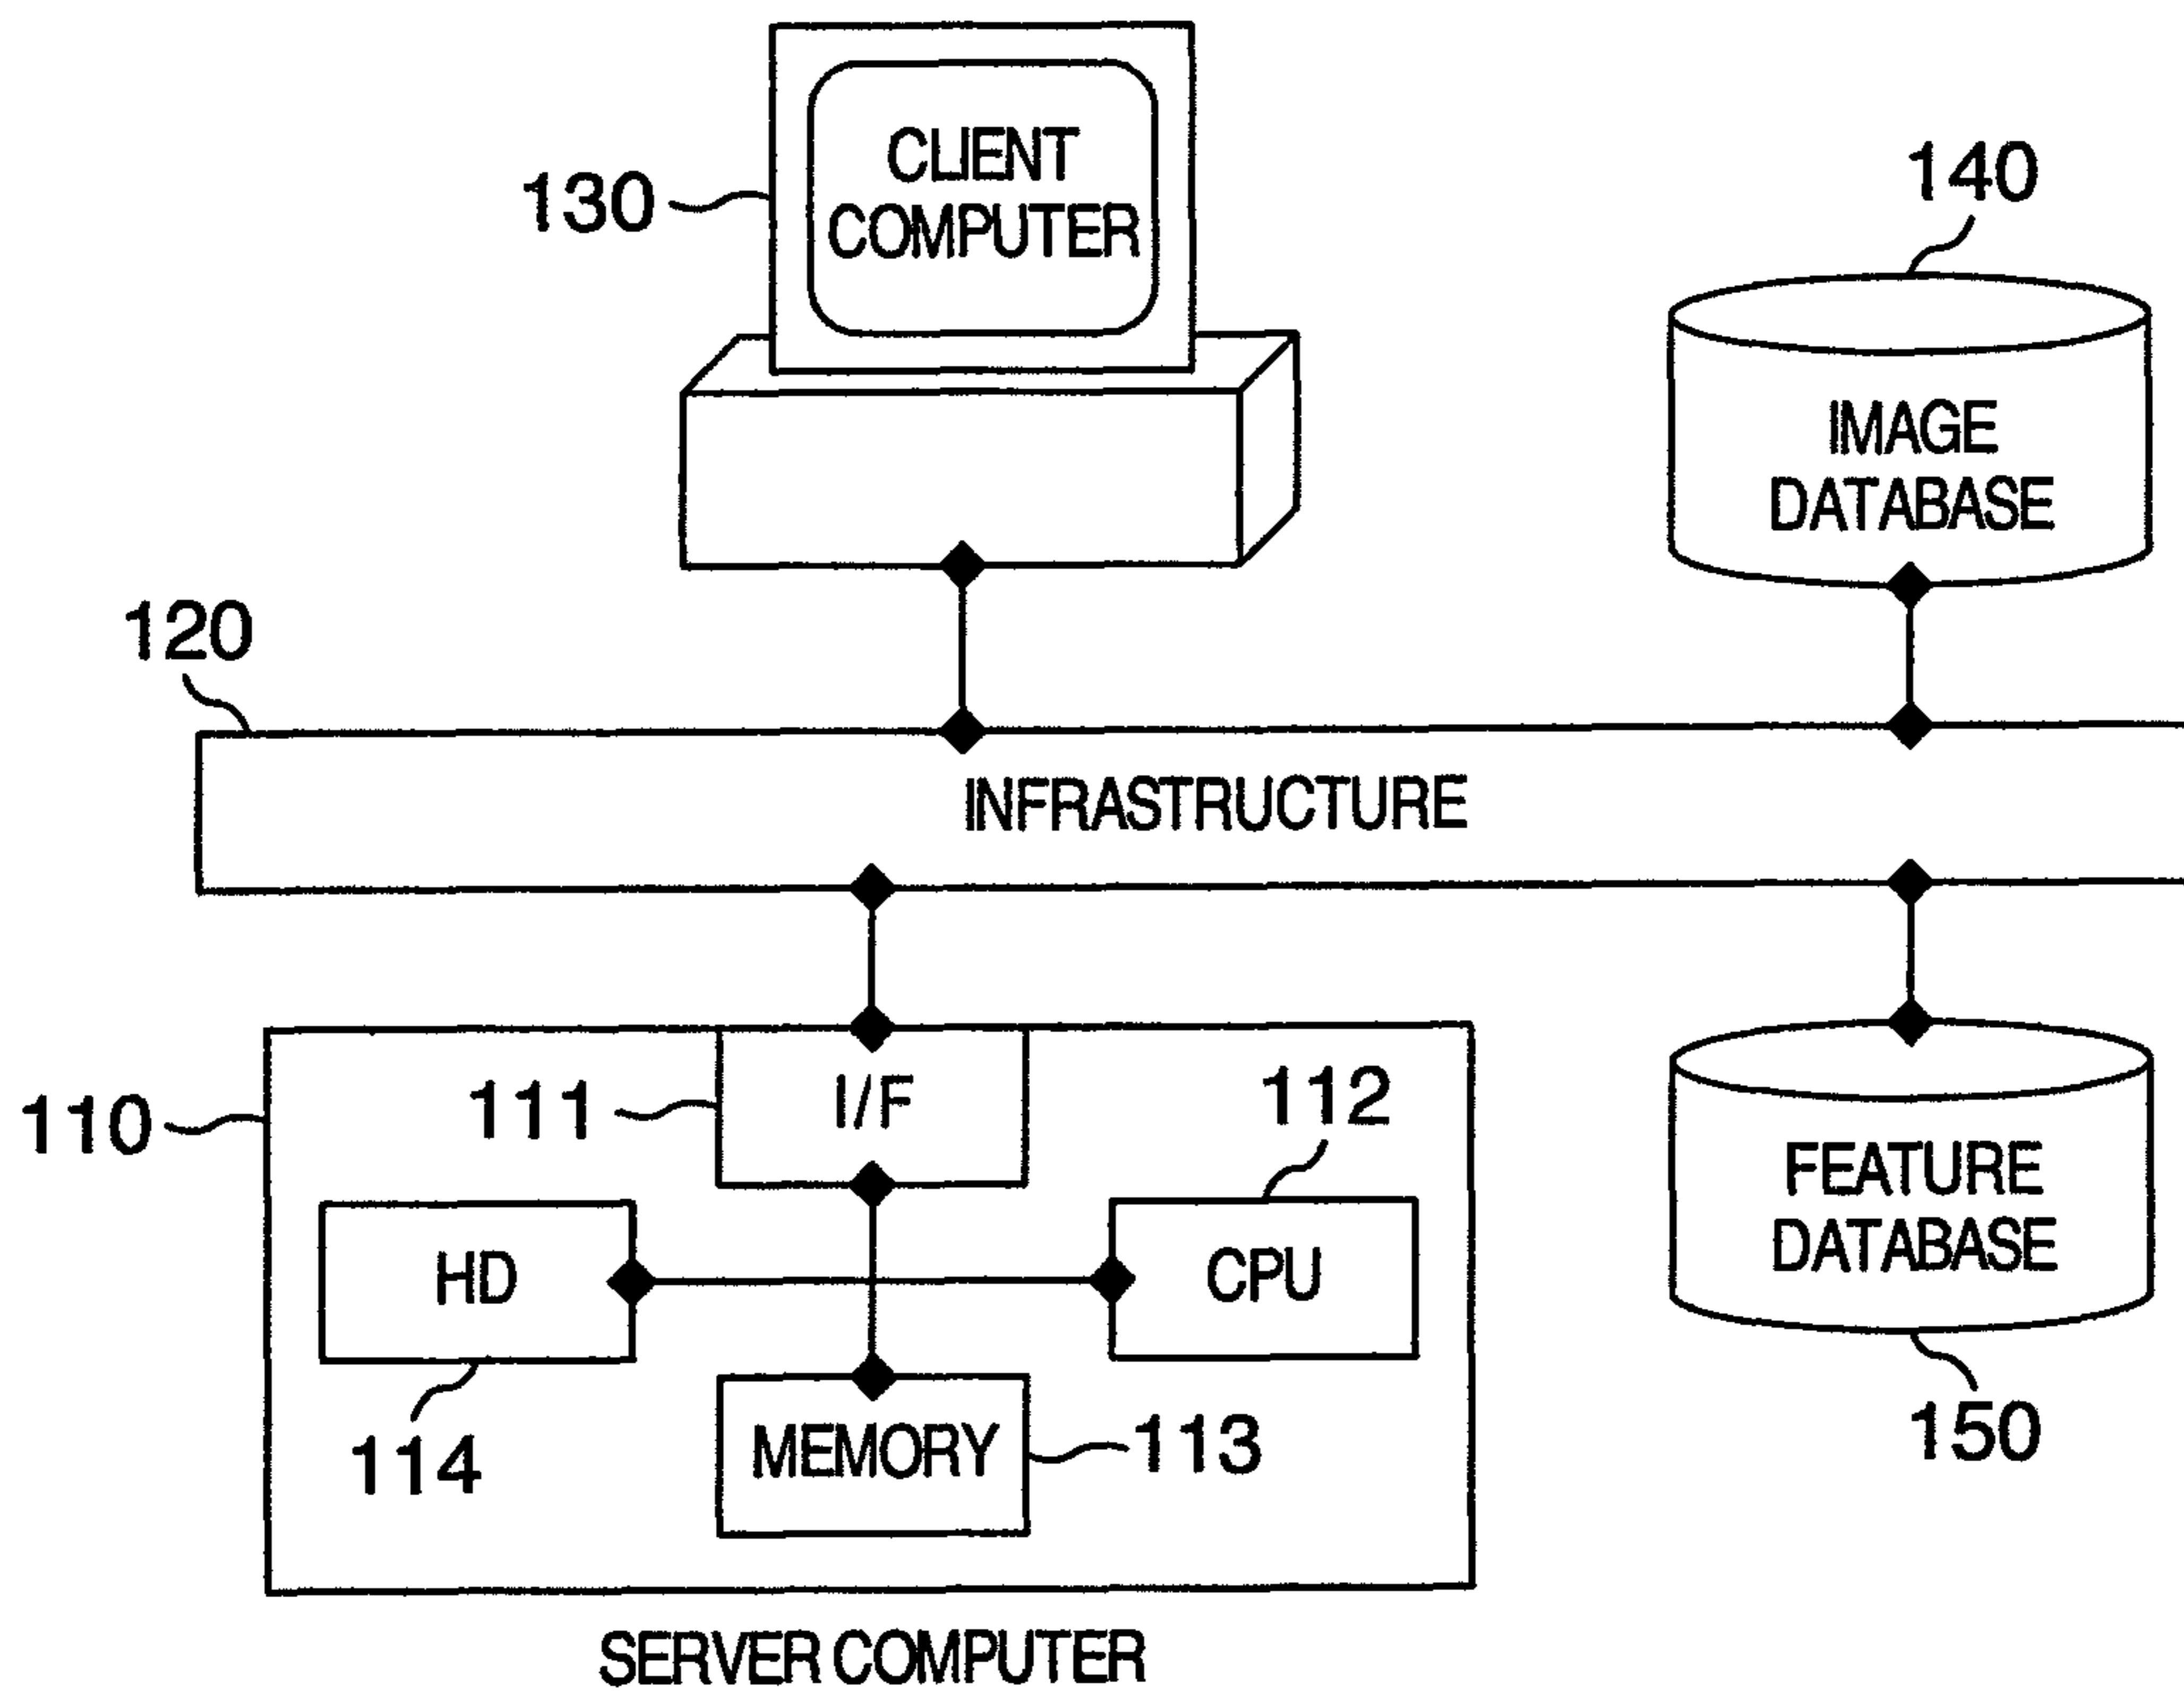 CLIENT
COMPUTER
130
140
IMAGE
DATABASE
120
INFRASTRUCTURE
110
111
I/F
112
HD
CPU
FEATURE
DATABASE
114
MEMORY
113
150
SERVER COMPUTER